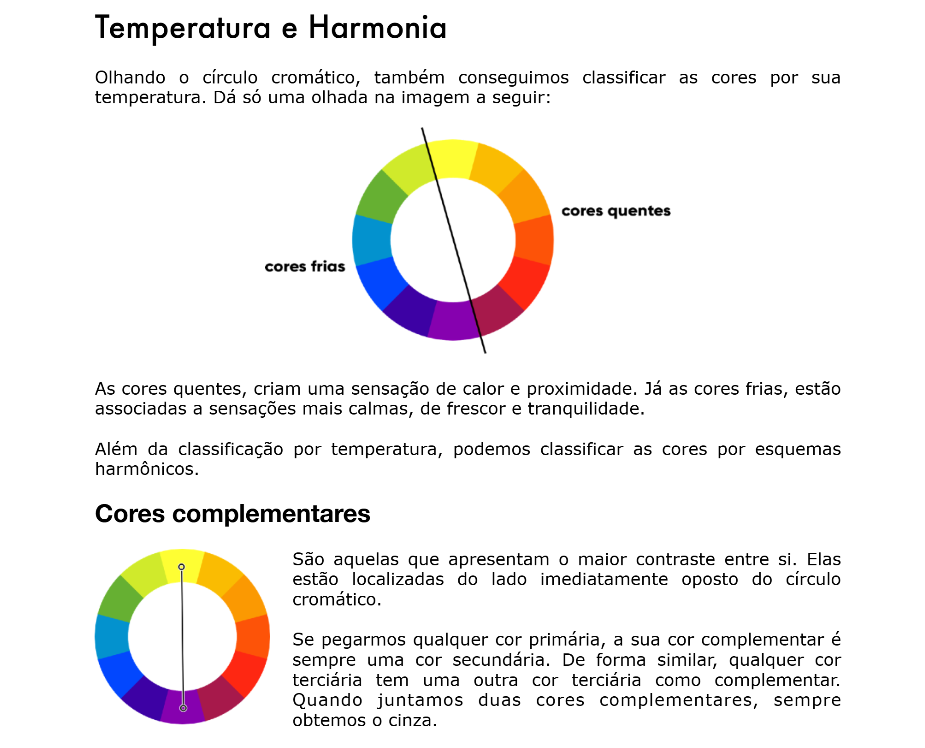 Temperatura e Harmonia
Olhando o círculo cromático, também conseguimos classificar as cores por sua
temperatura. Dá só uma olhada na imagem a seguir:
cores quentes
cores frias
As cores quentes, criam uma sensação de calor e proximidade. Já as cores frias, estão
associadas a sensações mais calmas, de frescor e tranquilidade.
Além da classificação por temperatura, podemos classificar as cores por esquemas
harmônicos.
Cores complementares
São aquelas que apresentam o maior contraste entre si. Elas
estão localizadas do lado imediatamente oposto do círculo
cromático.
Se pegarmos qualquer cor primária, a sua cor complementar é
sempre uma cor secundária. De forma similar, qualquer cor
terciária tem uma outra cor terciária como complementar.
Quando juntamos duas cores complementares, sempre
obtemos o cinza.